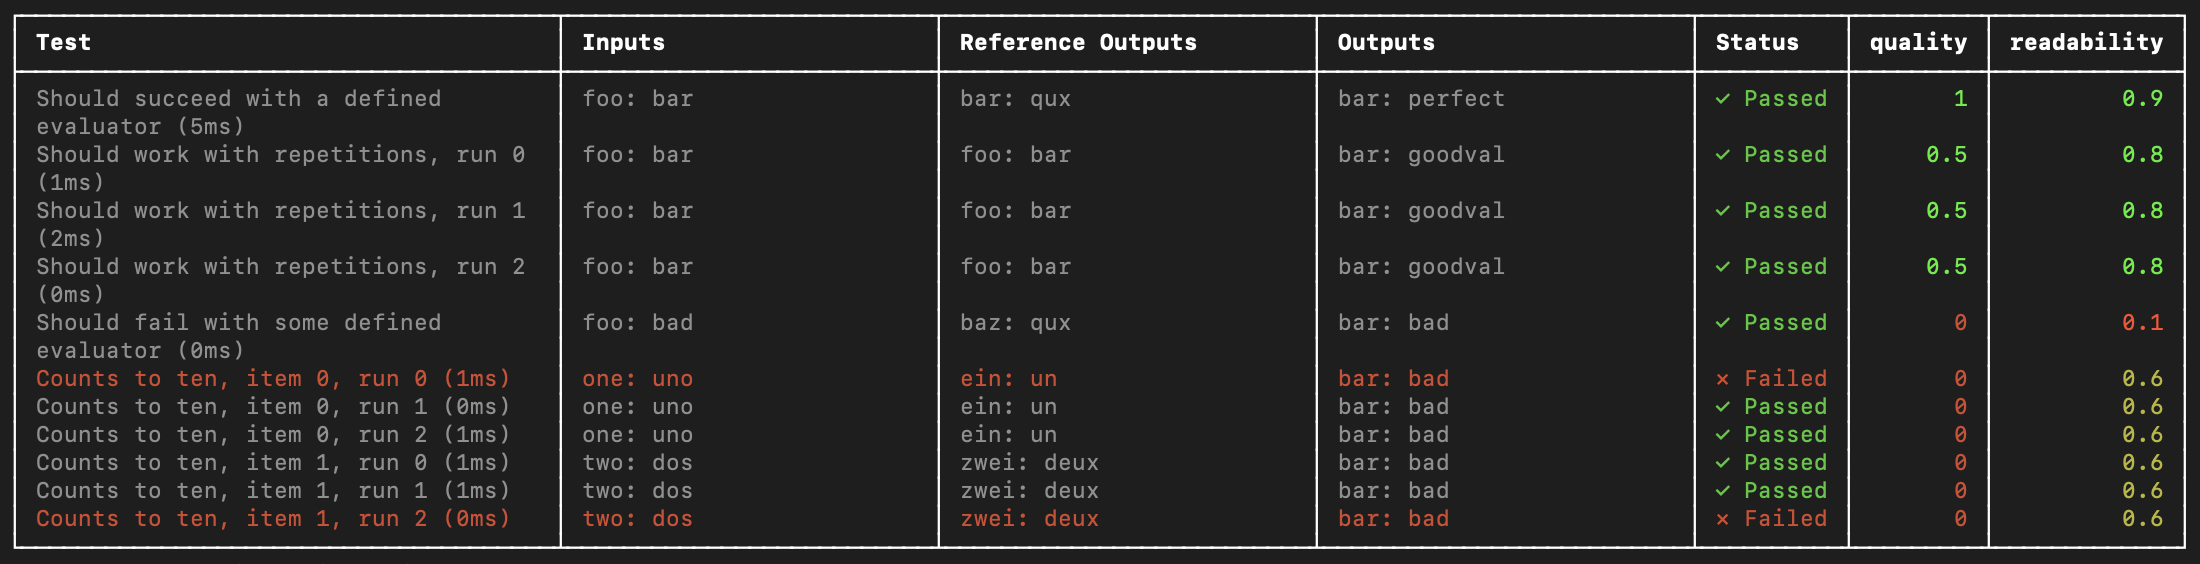 Test Inputs Reference Outputs Outputs Status quality readability
Should succeed with a defined foo: bar bar: qux bar: perfect ✓ Passed 1 0.9
evaluator (5ms)
Should work with repetitions, run 0 foo: bar foo: bar bar: goodval ✓ Passed 0.5 0.8
(1ms)
Should work with repetitions, run 1 foo: bar foo: bar bar: goodval ✓ Passed 0.5 0.8
(2ms)
Should work with repetitions, run 2 foo: bar foo: bar bar: goodval ✓ Passed 0.5 0.8
(0ms)
Should fail with some defined foo: bad baz: qux bar: bad ✓ Passed 0 0.1
evaluator (0ms)
Counts to ten, item 0, run 0 (1ms) one: uno ein: un bar: bad × Failed 0 0.6
Counts to ten, item 0, run 1 (0ms) one: uno ein: un bar: bad ✓ Passed 0 0.6
Counts to ten, item 0, run 2 (1ms) one: uno ein: un bar: bad ✓ Passed 0 0.6
Counts to ten, item 1, run 0 (1ms) two: dos zwei: deux bar: bad ✓ Passed 0 0.6
Counts to ten, item 1, run 1 (1ms) two: dos zwei: deux bar: bad ✓ Passed 0 0.6
Counts to ten, item 1, run 2 (0ms) two: dos zwei: deux bar: bad × Failed 0 0.6